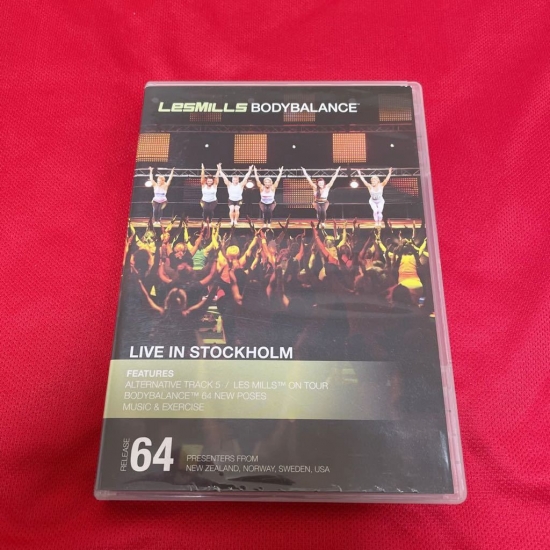 LesMILLS BODYBALANCE™
LIVE IN STOCKHOLM
FEATURES
ALTERNATIVE TRACK 5 / LES MILLS™ ON TOUR
BODYBALANCE™ 64 NEW POSES
MUSIC & EXERCISE
RELEASE 64
PRESENTERS FROM
NEW ZEALAND, NORWAY, SWEDEN, USA